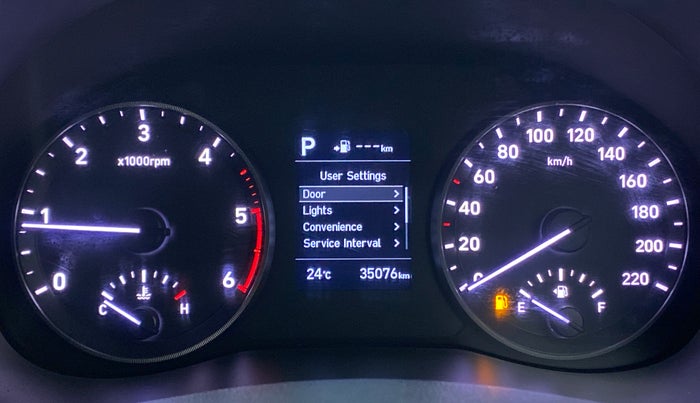 0
1
2
3
4
5
6
x1000rpm
C
H
P
---km
User Settings
Door
Lights
Convenience
Service Interval
24°C
35076km
0
20
40
60
80
100
120
140
160
180
200
220
km/h
E
F